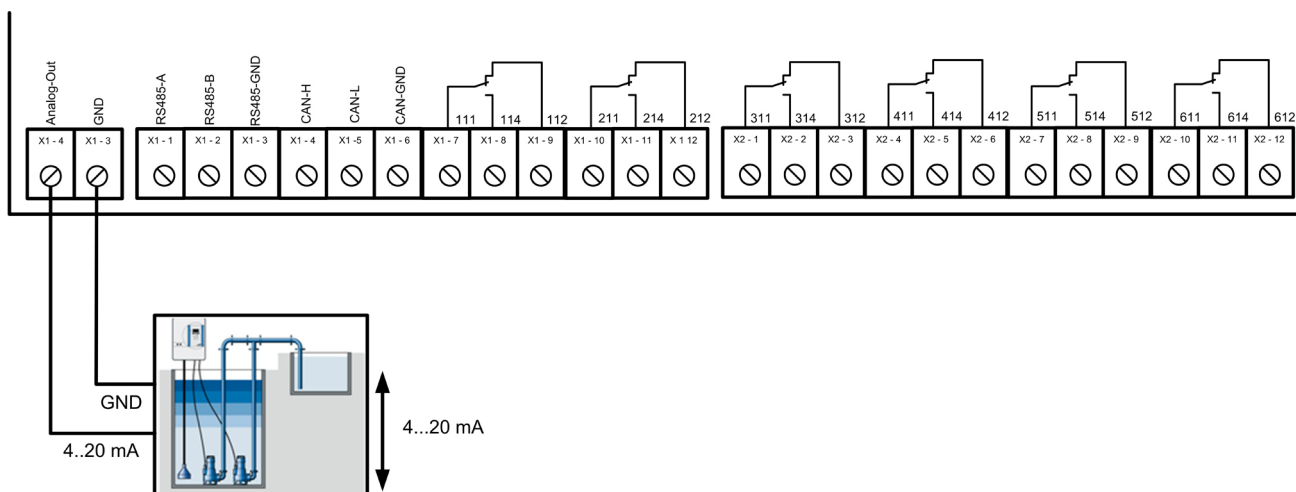 Analog-Out
GND
RS485-A
RS485-B
RS485-GND
CAN-H
CAN-L
CAN-GND
111 114 112 211 214 212 311 314 312 411 414 412 511 514 512 611 614 612
X1 - 4 X1 - 3 X1 - 1 X1 - 2 X1 - 3 X1 - 4 X1 -5 X1 - 6 X1 - 7 X1 - 8 X1 - 9 X1 - 10 X1 - 11 X 1 12 X2 - 1 X2 - 2 X2 - 3 X2 - 4 X2 - 5 X2 - 6 X2 - 7 X2 - 8 X2 - 9 X2 - 10 X2 - 11 X2 - 12
GND
4..20 mA
4...20 mA